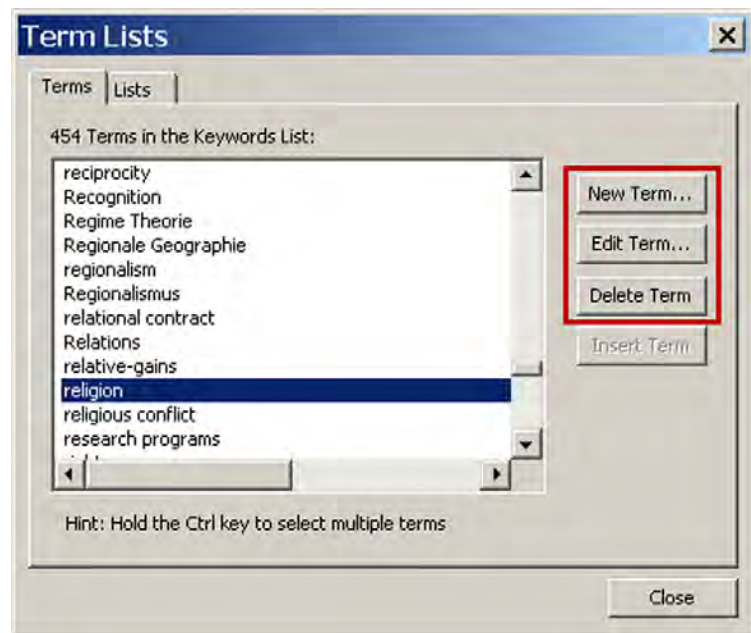 Term Lists
Terms
Lists
454 Terms in the Keywords List:
reciprocity
Recognition
Regime Theorie
Regionale Geographie
regionalism
Regionalismus
relational contract
Relations
relative-gains
religion
religious conflict
research programs
New Term...
Edit Term...
Delete Term
Insert Term
Hint: Hold the Ctrl key to select multiple terms
Close